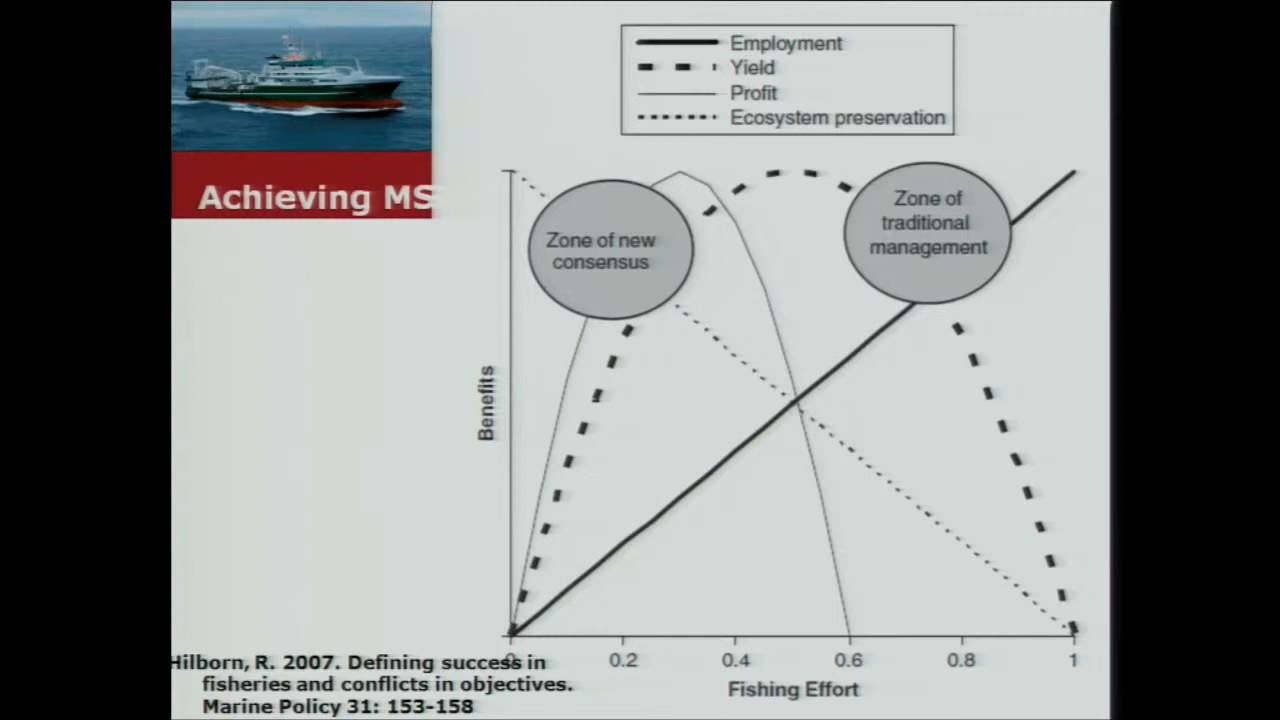 Achieving MS
Employment
Yield
Profit
Ecosystem preservation
Zone of new
consensus
Zone of
traditional
management
Benefits
0 0.2 0.4 0.6 0.8 1
Fishing Effort
Hilborn, R. 2007. Defining success in
fisheries and conflicts in objectives.
Marine Policy 31: 153-158